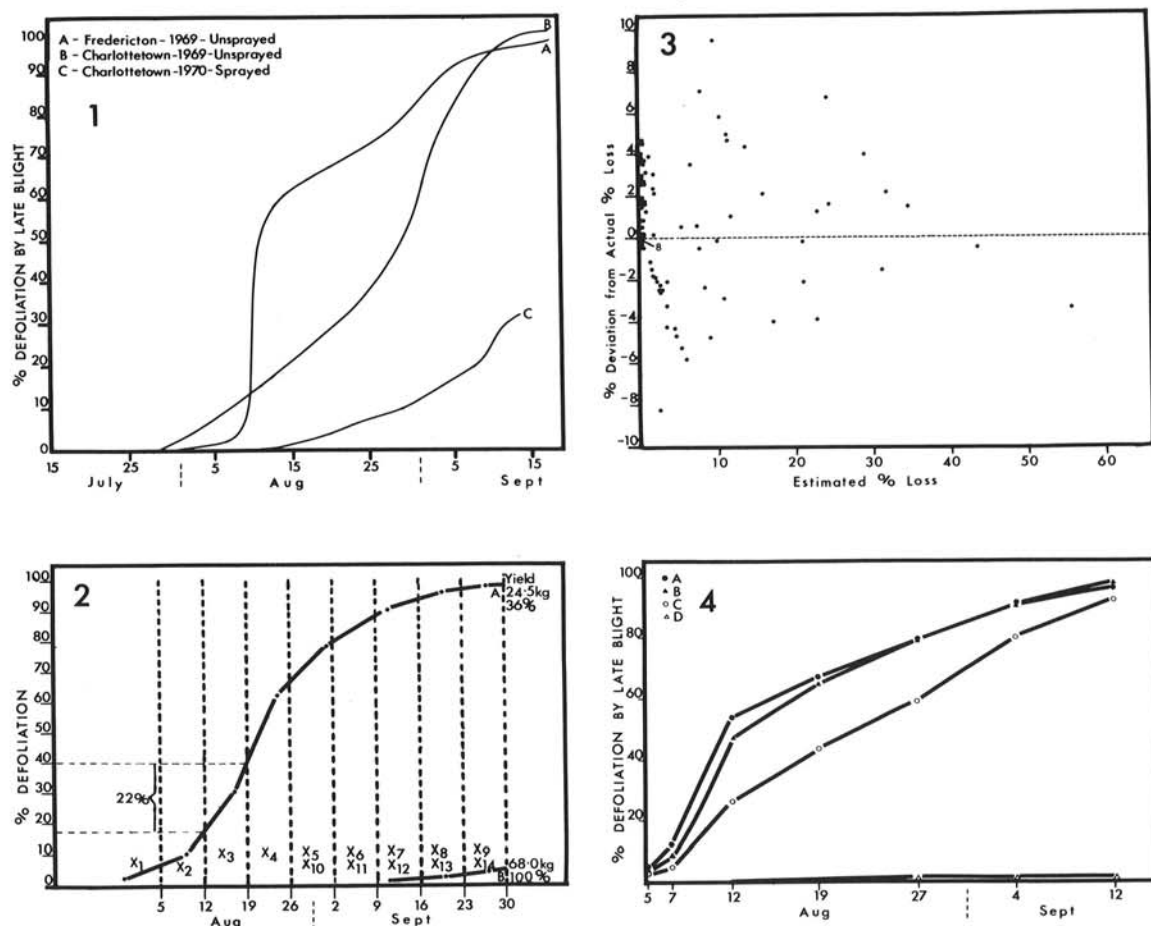 1
A - Fredericton - 1969 - Unsprayed
B - Charlottetown - 1969 - Unsprayed
C - Charlottetown - 1970 - Sprayed
% DEFOLIATION BY LATE BLIGHT
100
90
80
70
60
50
40
30
20
10
0
B
A
C
15 25 5 15 25 5 15
July Aug Sept
3
% Deviation from Actual % Loss
10
8
6
4
2
0
-2
-4
-6
-8
-10
8
10 20 30 40 50 60
Estimated % Loss
2
% DEFOLIATION
100
90
80
70
60
50
40
30
20
10
0
Yield
A 24·5kg
36%
22%
X1 X2 X3 X4 X5 X6 X7 X8 X9
X10 X11 X12 X13 X14
68·0kg
B 100%
5 12 19 26 2 9 16 23 30
Aug Sept
4
A
B
C
D
% DEFOLIATION BY LATE BLIGHT
100
80
60
40
20
5 7 12 19 27 4 12
Aug Sept